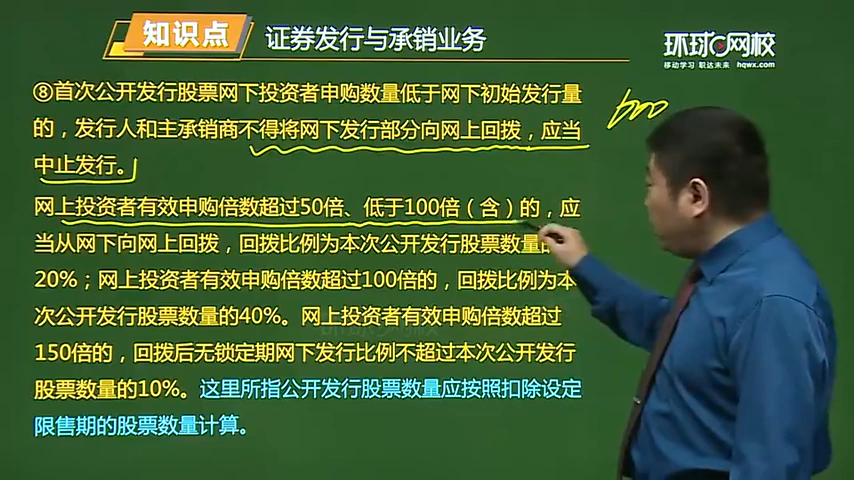 知识点 证券发行与承销业务
环球网校
移动学习 职达未来 hqwx.com
⑧首次公开发行股票网下投资者申购数量低于网下初始发行量
的，发行人和主承销商不得将网下发行部分向网上回拨，应当
中止发行。
网上投资者有效申购倍数超过50倍、低于100倍（含）的，应
当从网下向网上回拨，回拨比例为本次公开发行股票数量的
20%；网上投资者有效申购倍数超过100倍的，回拨比例为本
次公开发行股票数量的40%。网上投资者有效申购倍数超过
150倍的，回拨后无锁定期网下发行比例不超过本次公开发行
股票数量的10%。这里所指公开发行股票数量应按照扣除设定
限售期的股票数量计算。